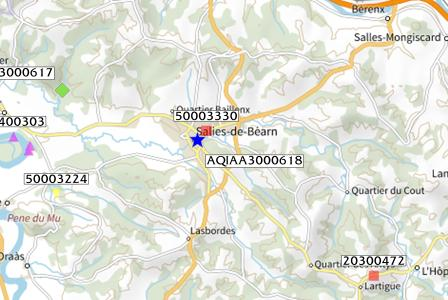 Bérenx
Salles-Mongiscard
3000617
Quartier Baillenx
50003330
400303
Salies-de-Béarn
AQIAA3000618
50003224
Quartier du Cout
Pene du Mu
Lasbordes
20300472
Quartier
L'Hôp
Lartigue